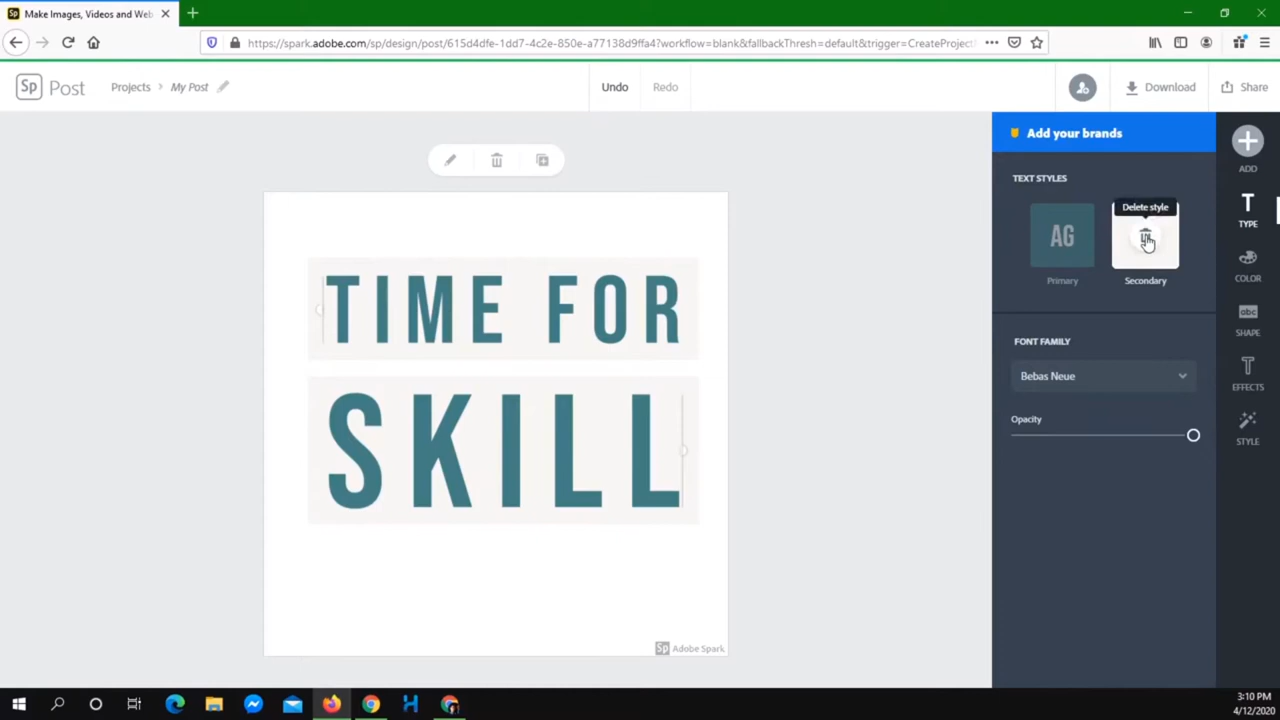 Sp Make Images, Videos and Web
https://spark.adobe.com/sp/design/post/615d4dfe-1dd7-4c2e-850e-a77138d9ffa4?workflow=blank&fallbackThresh=default&trigger=CreateProject
Sp Post Projects > My Post Undo Redo Download Share
Add your brands
ADD
TEXT STYLES
Delete style
AG
Primary Secondary
TYPE
COLOR
abc
SHAPE
T
EFFECTS
STYLE
FONT FAMILY
Bebas Neue
Opacity
TIME FOR
SKILL
Sp Adobe Spark
3:10 PM
4/12/2020